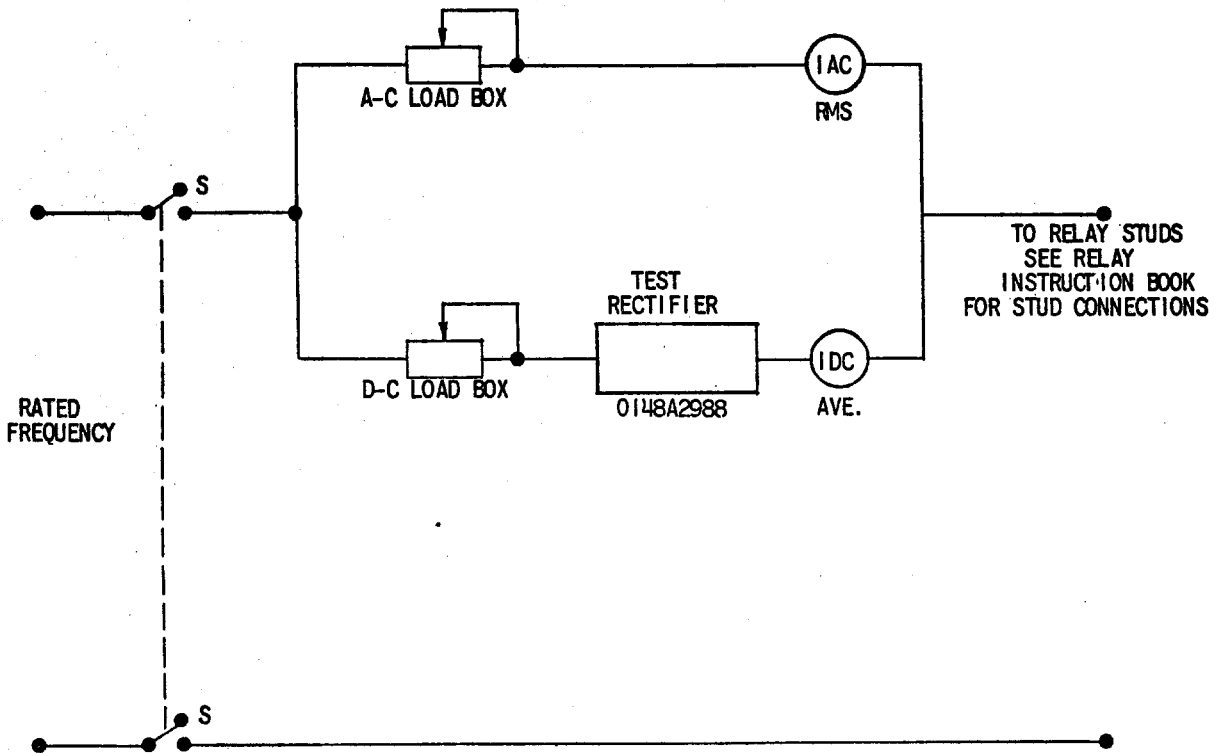 A-C LOAD BOX
IAC
RMS
S
TO RELAY STUDS
SEE RELAY
INSTRUCTION BOOK
FOR STUD CONNECTIONS
TEST
RECTIFIER
D-C LOAD BOX
0148A2988
IDC
AVE.
RATED
FREQUENCY
S